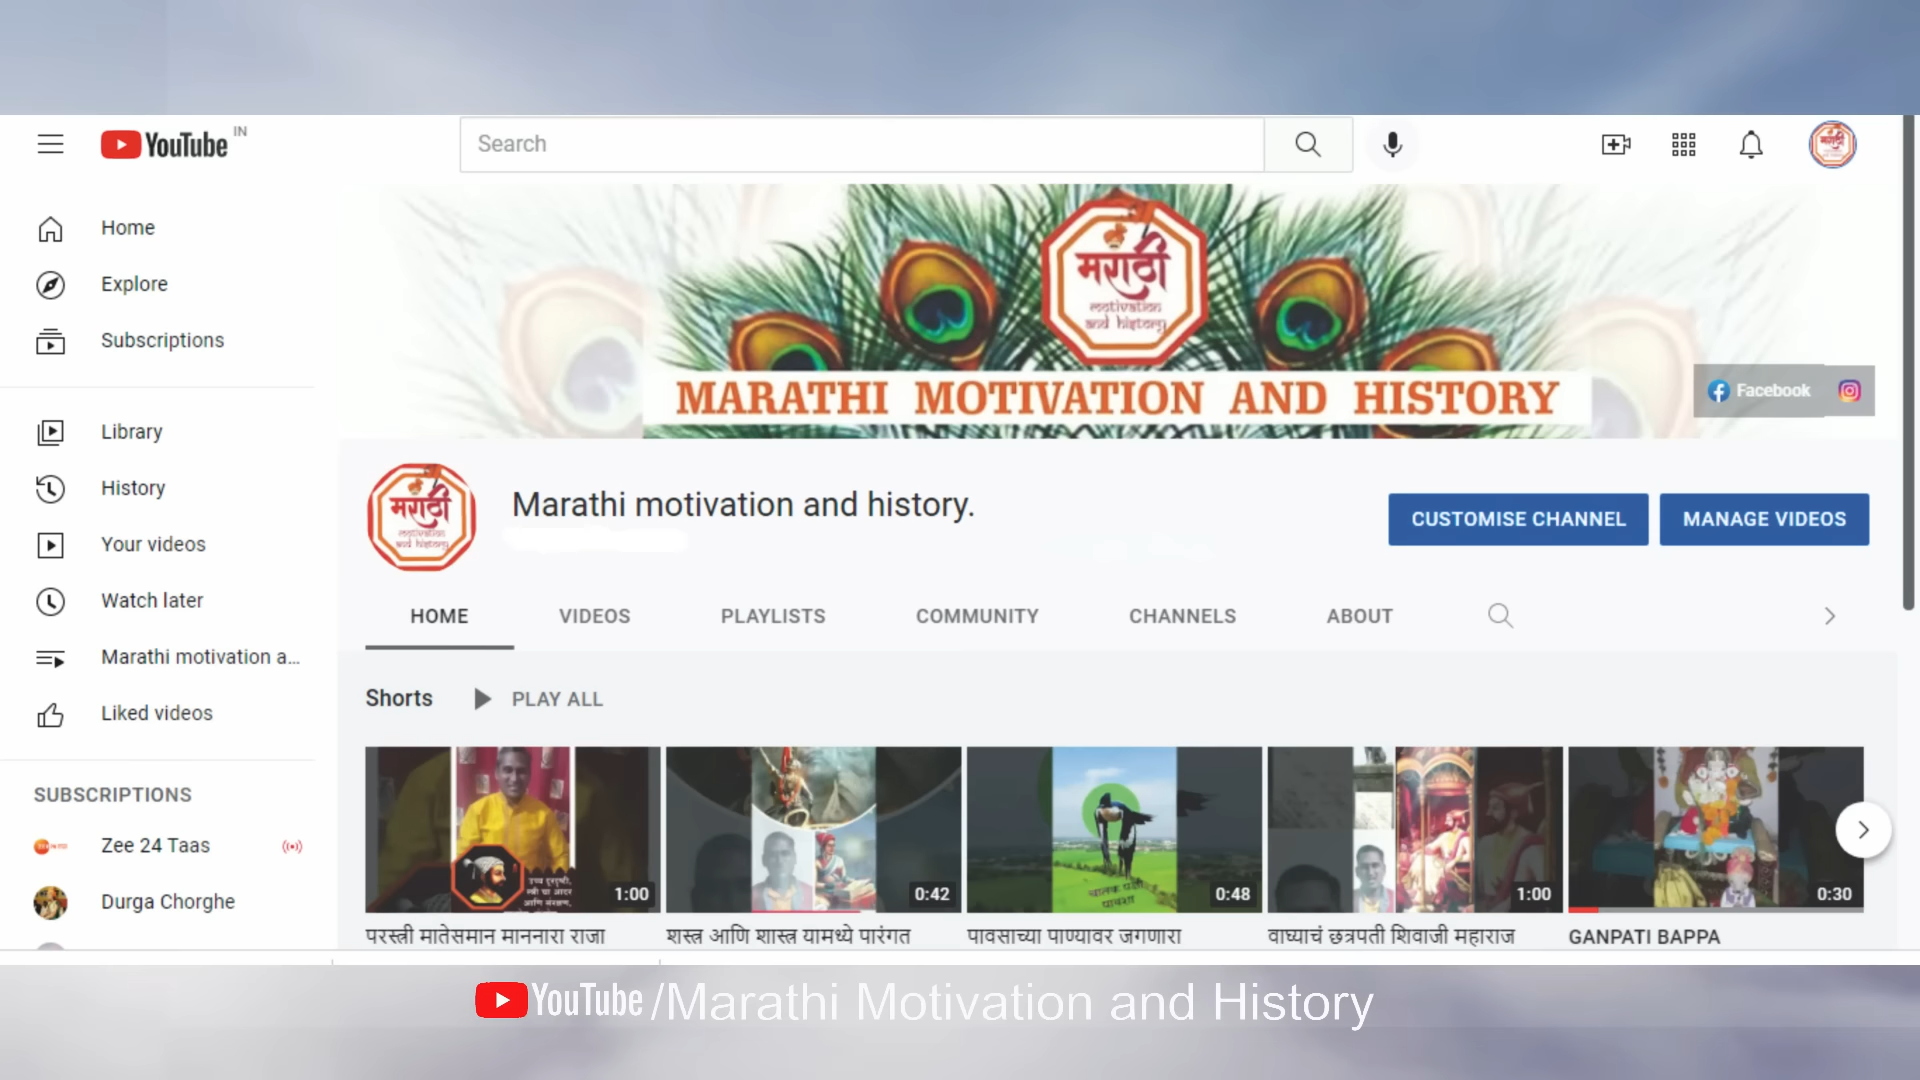 YouTube IN
Search
Home
Explore
Subscriptions
Library
History
Your videos
Watch later
Marathi motivation a...
Liked videos
SUBSCRIPTIONS
Zee 24 Taas
Durga Chorghe
मराठी
motivation
and history
MARATHI MOTIVATION AND HISTORY
Facebook
मराठी
motivation
and history
Marathi motivation and history.
CUSTOMISE CHANNEL
MANAGE VIDEOS
HOME
VIDEOS
PLAYLISTS
COMMUNITY
CHANNELS
ABOUT
Shorts
PLAY ALL
1:00
0:42
0:48
1:00
0:30
परस्त्री मातेसमान माननारा राजा
शस्त्र आणि शास्त्र यामध्ये पारंगत
पावसाच्या पाण्यावर जगणारा
वाघ्याचं छत्रपती शिवाजी महाराज
GANPATI BAPPA
YouTube /Marathi Motivation and History